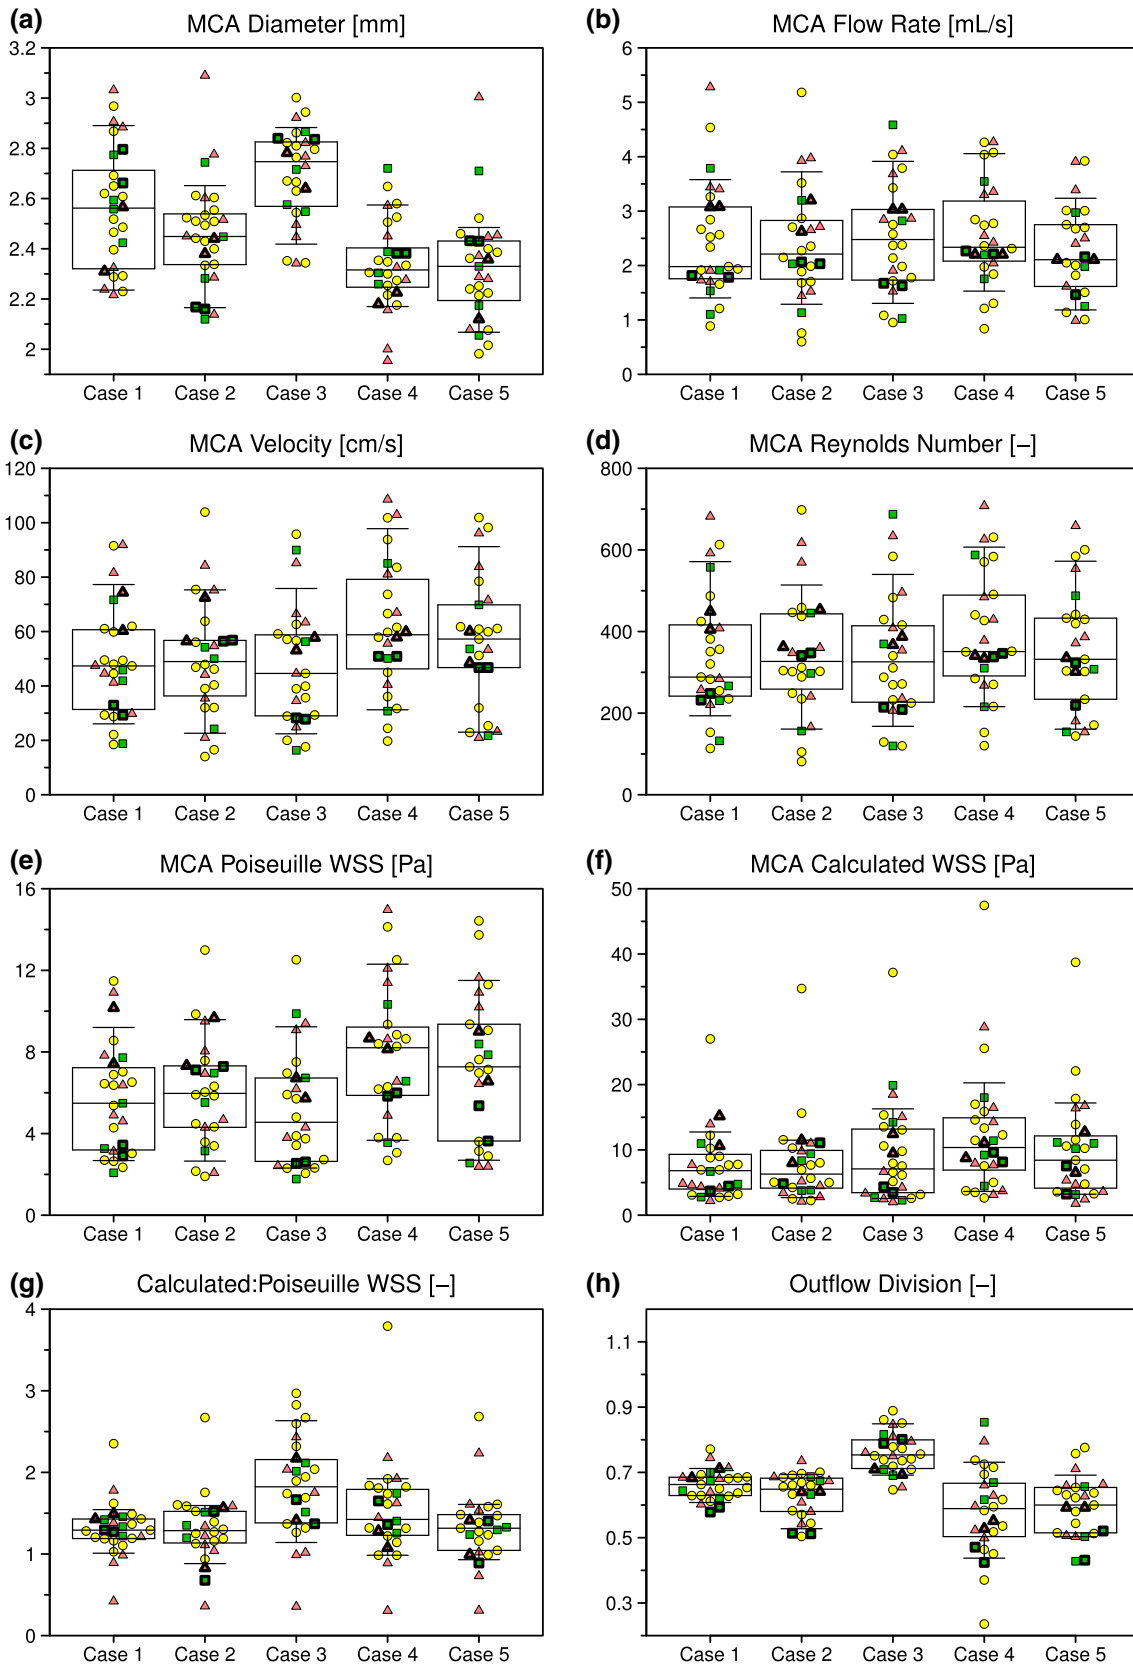 (a) MCA Diameter [mm]
3.2
3
2.8
2.6
2.4
2.2
2
Case 1 Case 2 Case 3 Case 4 Case 5
(b) MCA Flow Rate [mL/s]
6
5
4
3
2
1
0
Case 1 Case 2 Case 3 Case 4 Case 5
(c) MCA Velocity [cm/s]
120
100
80
60
40
20
0
Case 1 Case 2 Case 3 Case 4 Case 5
(d) MCA Reynolds Number [–]
800
600
400
200
0
Case 1 Case 2 Case 3 Case 4 Case 5
(e) MCA Poiseuille WSS [Pa]
16
12
8
4
0
Case 1 Case 2 Case 3 Case 4 Case 5
(f) MCA Calculated WSS [Pa]
50
40
30
20
10
0
Case 1 Case 2 Case 3 Case 4 Case 5
(g) Calculated:Poiseuille WSS [–]
4
3
2
1
0
Case 1 Case 2 Case 3 Case 4 Case 5
(h) Outflow Division [–]
1.1
0.9
0.7
0.5
0.3
Case 1 Case 2 Case 3 Case 4 Case 5